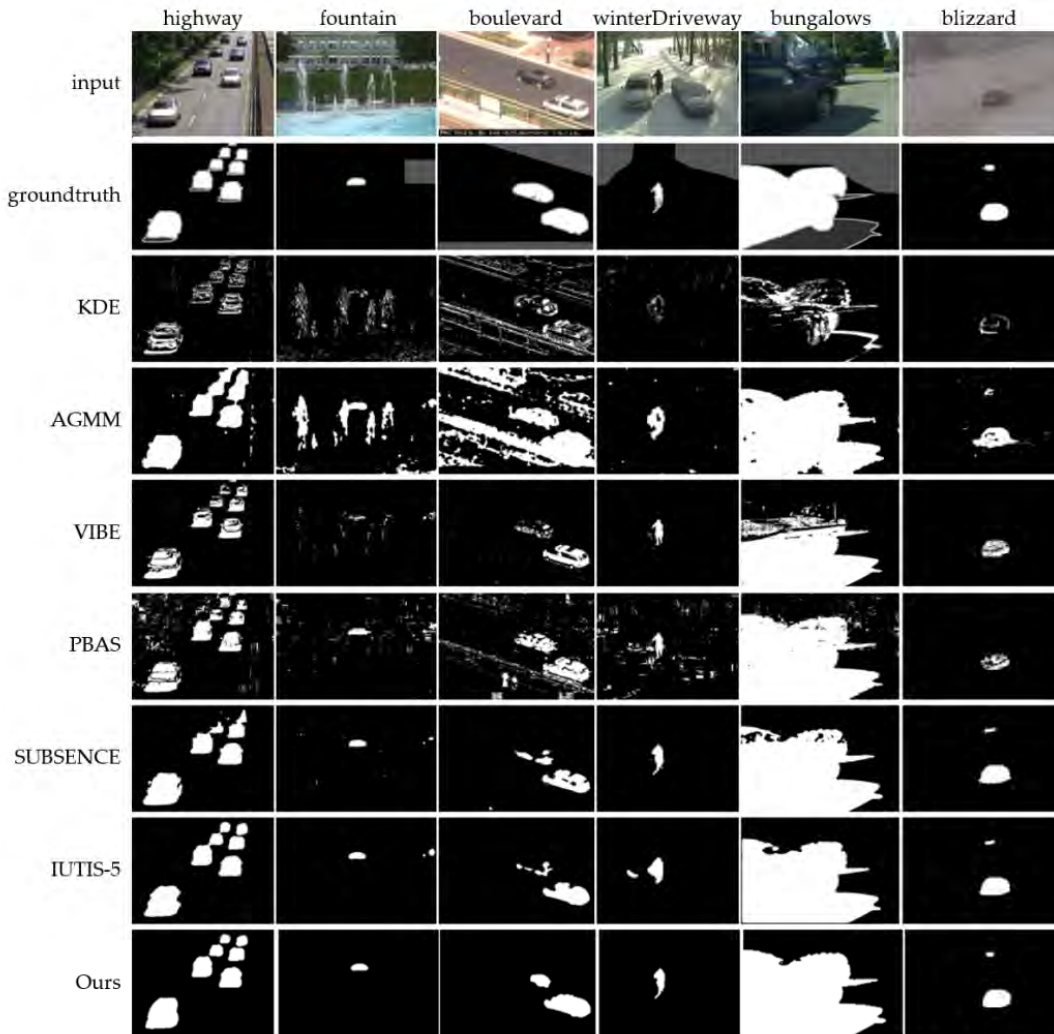 highway fountain boulevard winterDriveway bungalows blizzard
input
groundtruth
KDE
AGMM
VIBE
PBAS
SUBSENCE
IUTIS-5
Ours